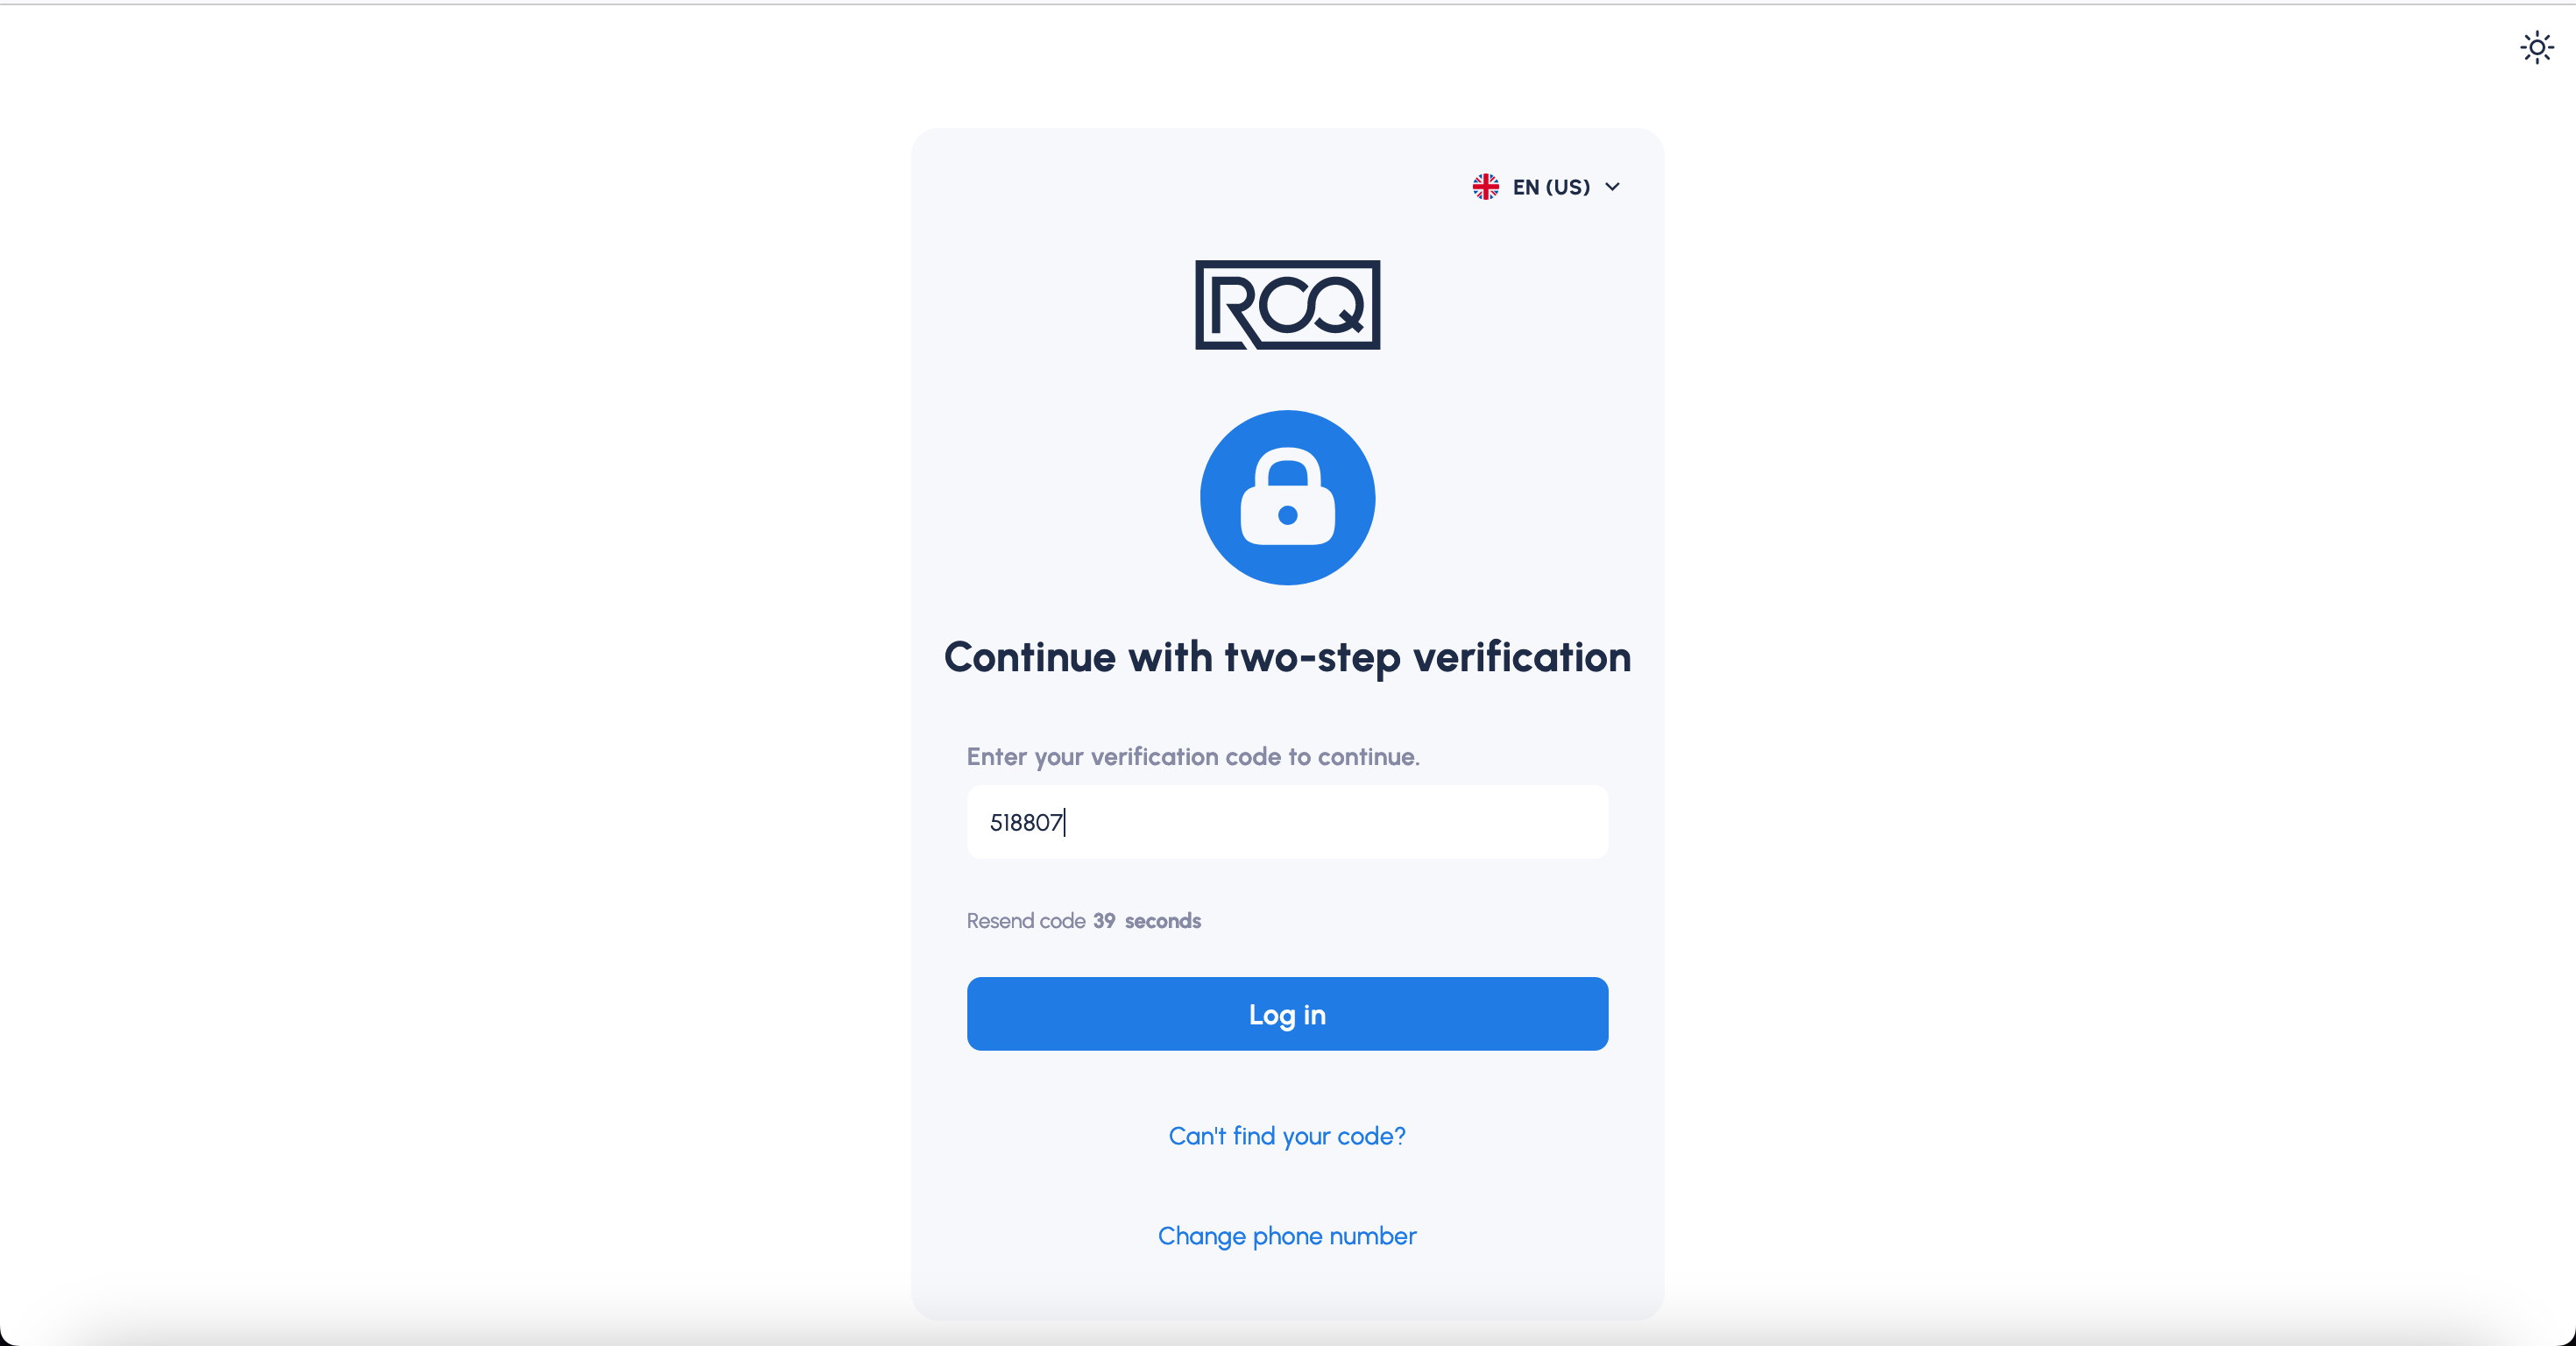 EN (US)
ROQ
Continue with two-step verification
Enter your verification code to continue.
518807
Resend code 39 seconds
Log in
Can't find your code?
Change phone number